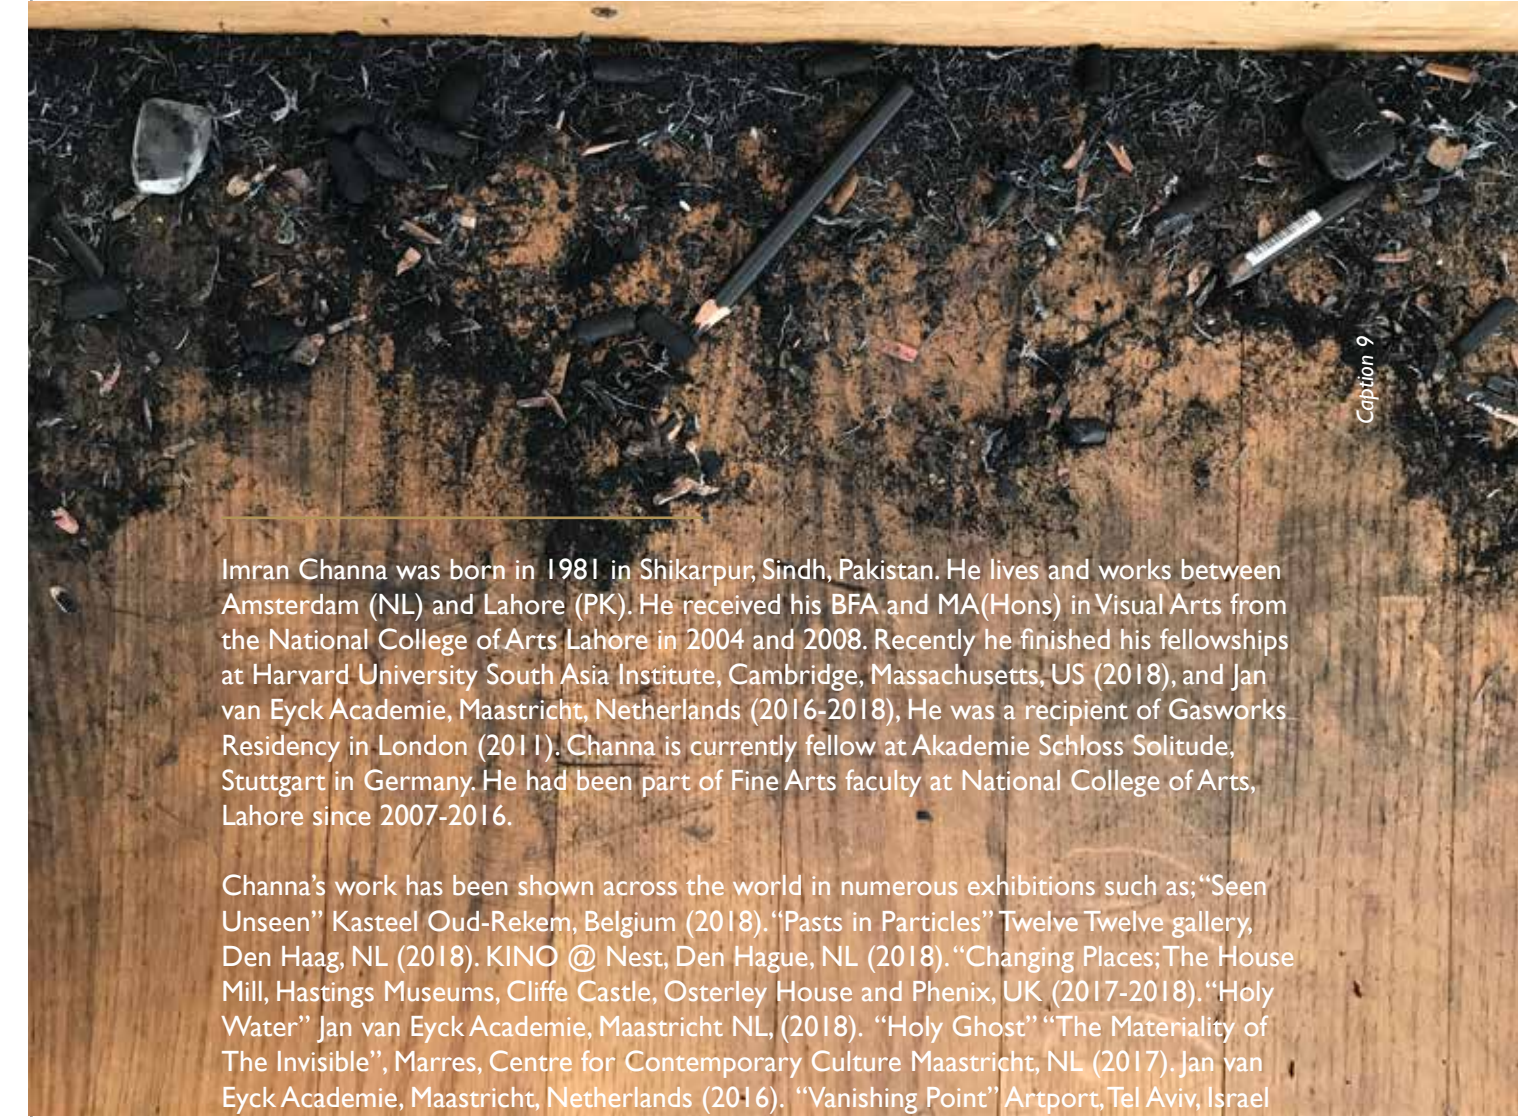 Caption 9
Imran Channa was born in 1981 in Shikarpur, Sindh, Pakistan. He lives and works between
Amsterdam (NL) and Lahore (PK). He received his BFA and MA(Hons) in Visual Arts from
the National College of Arts Lahore in 2004 and 2008. Recently he finished his fellowships
at Harvard University South Asia Institute, Cambridge, Massachusetts, US (2018), and Jan
van Eyck Academie, Maastricht, Netherlands (2016-2018), He was a recipient of Gasworks
Residency in London (2011). Channa is currently fellow at Akademie Schloss Solitude,
Stuttgart in Germany. He had been part of Fine Arts faculty at National College of Arts,
Lahore since 2007-2016.
Channa’s work has been shown across the world in numerous exhibitions such as; “Seen
Unseen” Kasteel Oud-Rekem, Belgium (2018). “Pasts in Particles” Twelve Twelve gallery,
Den Haag, NL (2018). KINO @ Nest, Den Hague, NL (2018). “Changing Places; The House
Mill, Hastings Museums, Cliffe Castle, Osterley House and Phenix, UK (2017-2018). “Holy
Water” Jan van Eyck Academie, Maastricht NL, (2018). “Holy Ghost” “The Materiality of
The Invisible”, Marres, Centre for Contemporary Culture Maastricht, NL (2017). Jan van
Eyck Academie, Maastricht, Netherlands (2016). “Vanishing Point” Artport, Tel Aviv, Israel